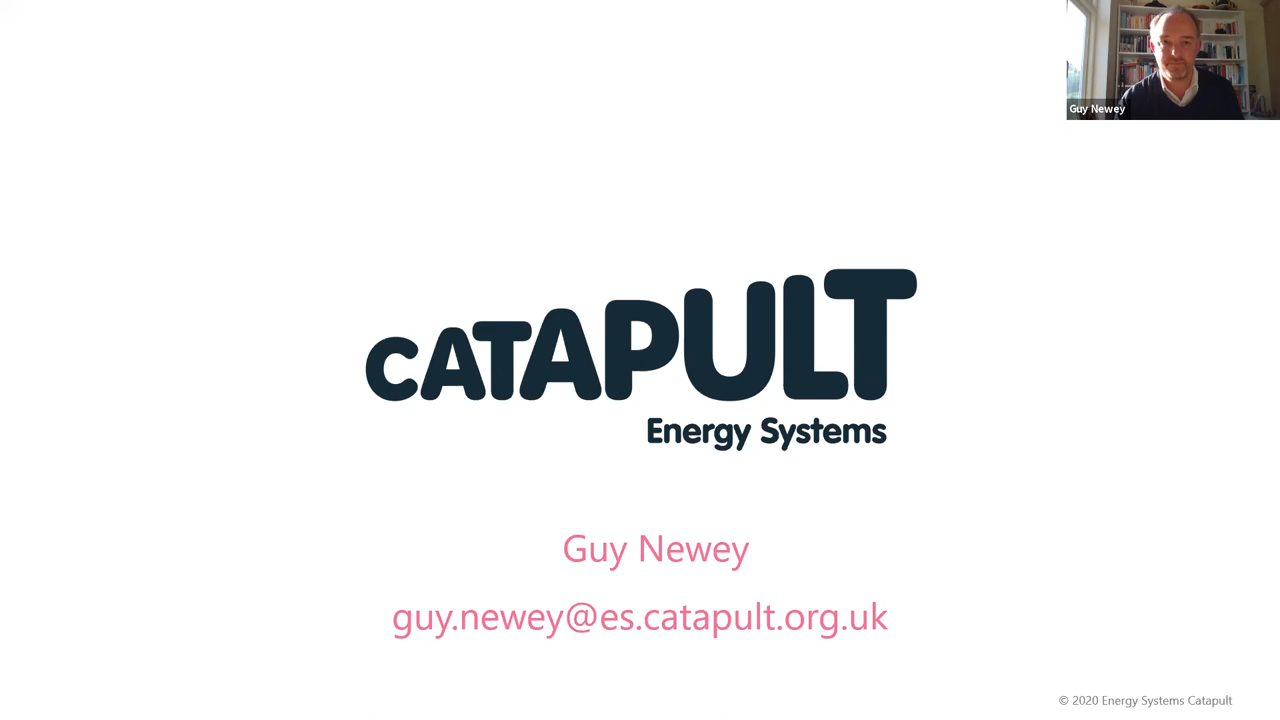 Guy Newey
CATAPULT
Energy Systems
Guy Newey
guy.newey@es.catapult.org.uk
© 2020 Energy Systems Catapult